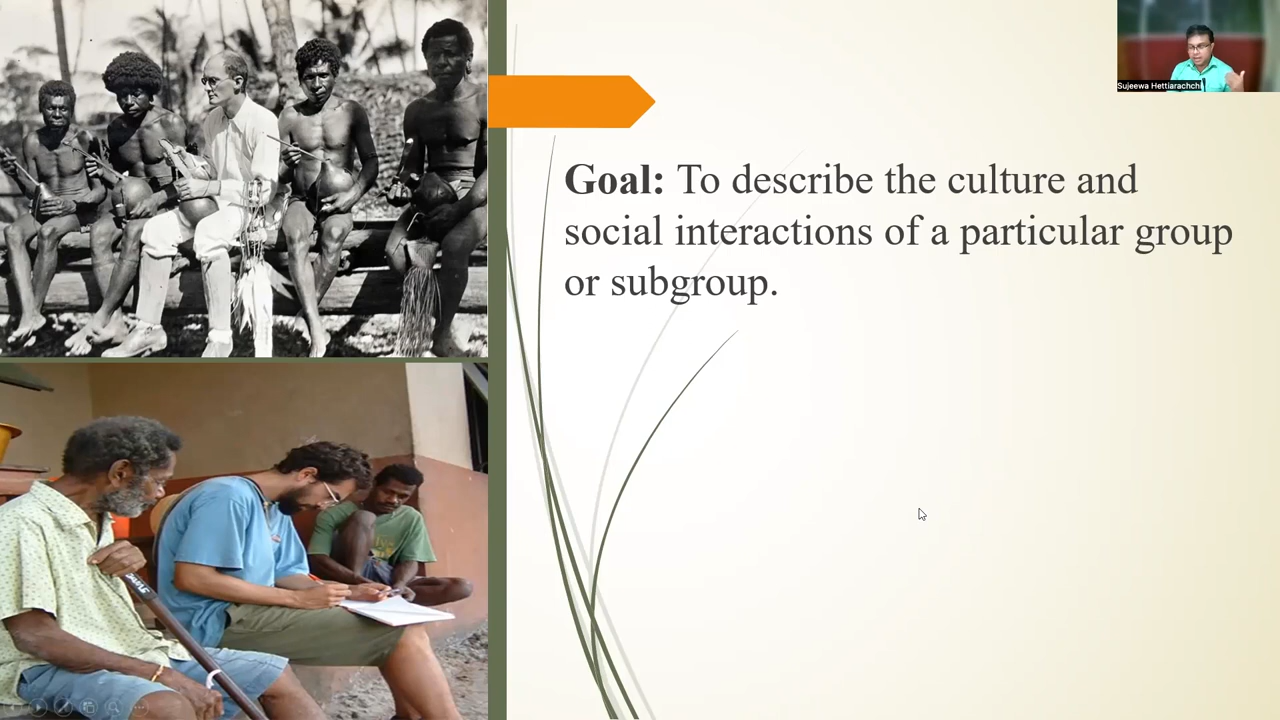 Sujeewa Hettiarachchi
Goal: To describe the culture and
social interactions of a particular group
or subgroup.